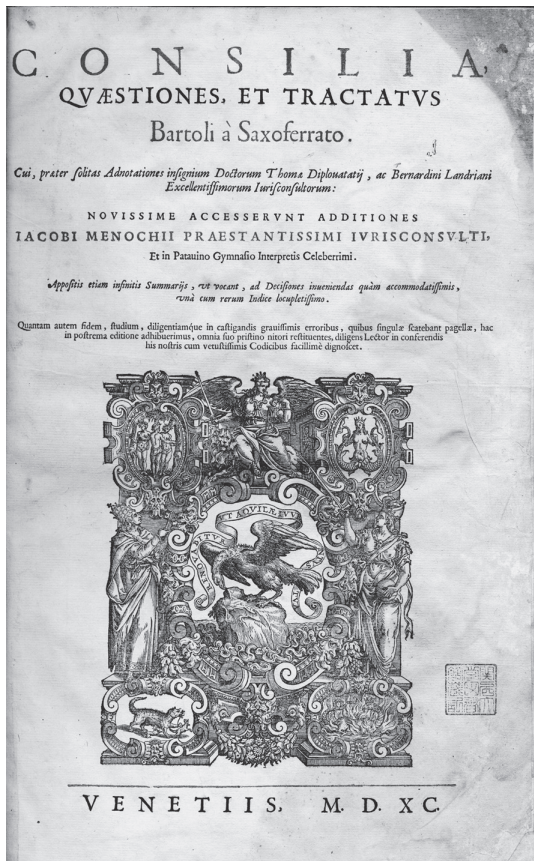 CONSILIA,
QVÆSTIONES, ET TRACTATVS
Bartoli à Saxoferrato.
Cui, præter ſolitas Adnotationes inſignium Doctorum Thomæ Diplouatatij, ac Bernardini Landriani
Excellentiſſimorum Iuriſconſultorum:
NOVISSIME ACCESSERVNT ADDITIONES
IACOBI MENOCHII PRAESTANTISSIMI IVRISCONSVLTI,
Et in Patauino Gymnaſio Interpretis Celeberrimi.
Appoſitis etiam infinitis Summarijs, vt vocant, ad Deciſiones inueniendas quàm accommodatiſſimis,
vnà cum rerum Indice locupletiſſimo.
Quantam autem fidem, ſtudium, diligentiamque in caſtigandis grauiſſimis erroribus, quibus ſingulæ ſcatebant pagellæ, hac
in poſtrema editione adhibuerimus, omnia ſuo priſtino nitori reſtituentes, diligens Lector in conferendis
his noſtris cum vetuſtiſſimis Codicibus facillimè dignoſcet.
VENETIIS, M. D. XC.